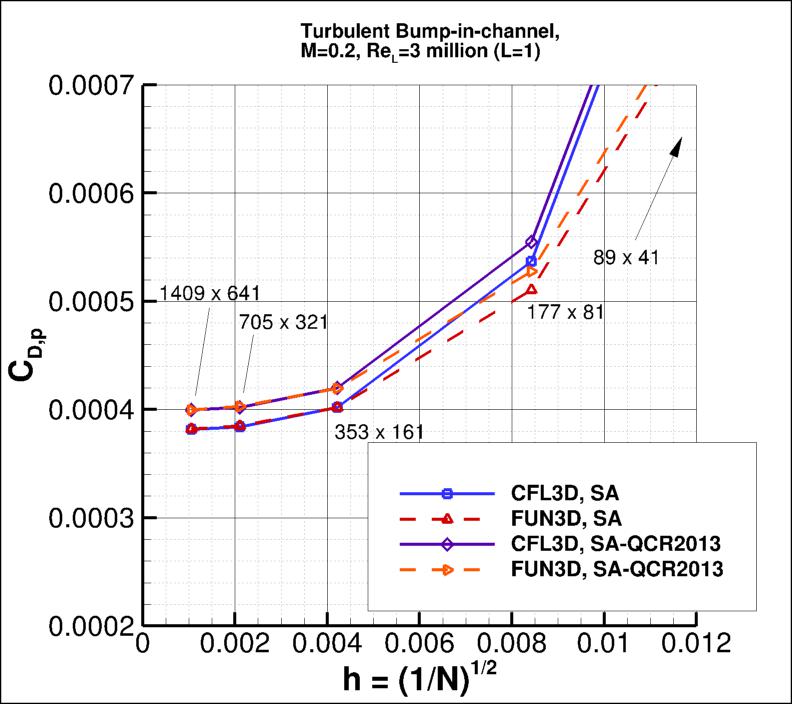 Turbulent Bump-in-channel,
M=0.2, Re_L=3 million (L=1)
0.0007
0.0006
0.0005
0.0004
0.0003
0.0002
C_D,p
1409 x 641
705 x 321
353 x 161
177 x 81
89 x 41
CFL3D, SA
FUN3D, SA
CFL3D, SA-QCR2013
FUN3D, SA-QCR2013
0 0.002 0.004 0.006 0.008 0.01 0.012
h = (1/N)^1/2